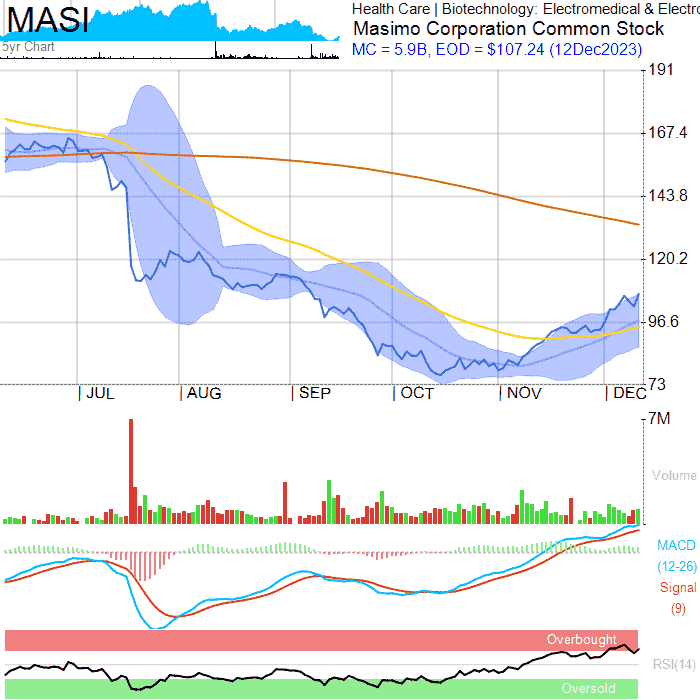 MASI
5yr Chart
Health Care | Biotechnology: Electromedical & Electro
Masimo Corporation Common Stock
MC = 5.9B, EOD = $107.24 (12Dec2023)
191
167.4
143.8
120.2
96.6
73
JUL AUG SEP OCT NOV DEC
7M
Volume
MACD
(12-26)
Signal
(9)
Overbought
RSI(14)
Oversold